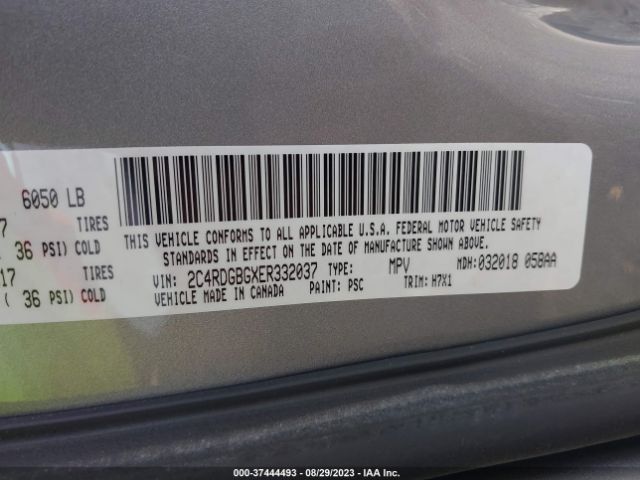 6050 LB
7 TIRES
36 PSI) COLD
17 TIRES
( 36 PSI) COLD
THIS VEHICLE CONFORMS TO ALL APPLICABLE U.S.A. FEDERAL MOTOR VEHICLE SAFETY
STANDARDS IN EFFECT ON THE DATE OF MANUFACTURE SHOWN ABOVE.
VIN: 2C4RDGBGXER332037 TYPE: MPV MDH: 032018 058AA
VEHICLE MADE IN CANADA PAINT: PSC TRIM: H7X1
000-37444493 - 08/29/2023 - IAA Inc.